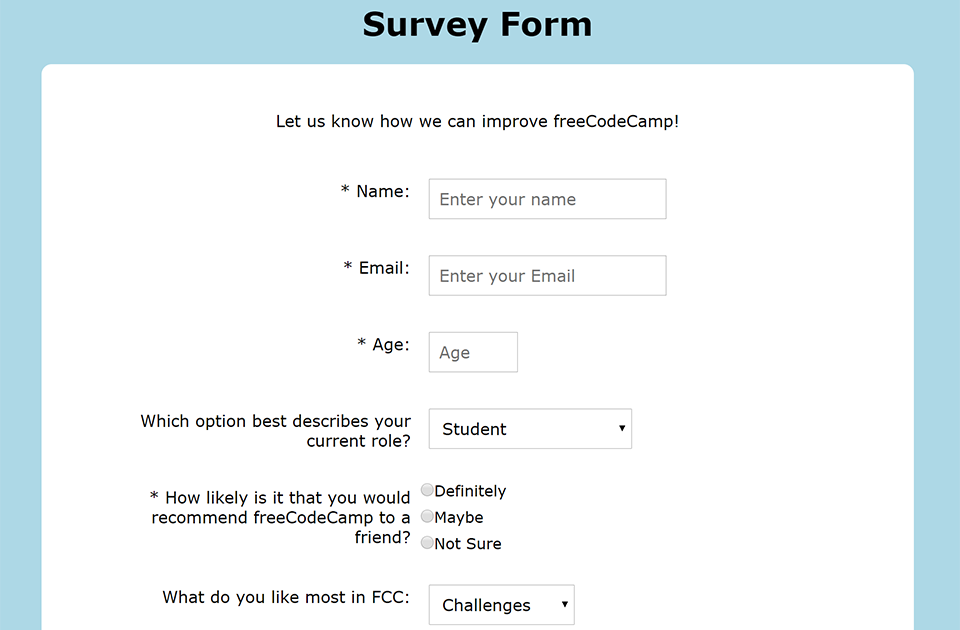 Survey Form
Let us know how we can improve freeCodeCamp!
* Name:
Enter your name
* Email:
Enter your Email
* Age:
Age
Which option best describes your
current role?
Student
* How likely is it that you would
recommend freeCodeCamp to a
friend?
Definitely
Maybe
Not Sure
What do you like most in FCC:
Challenges